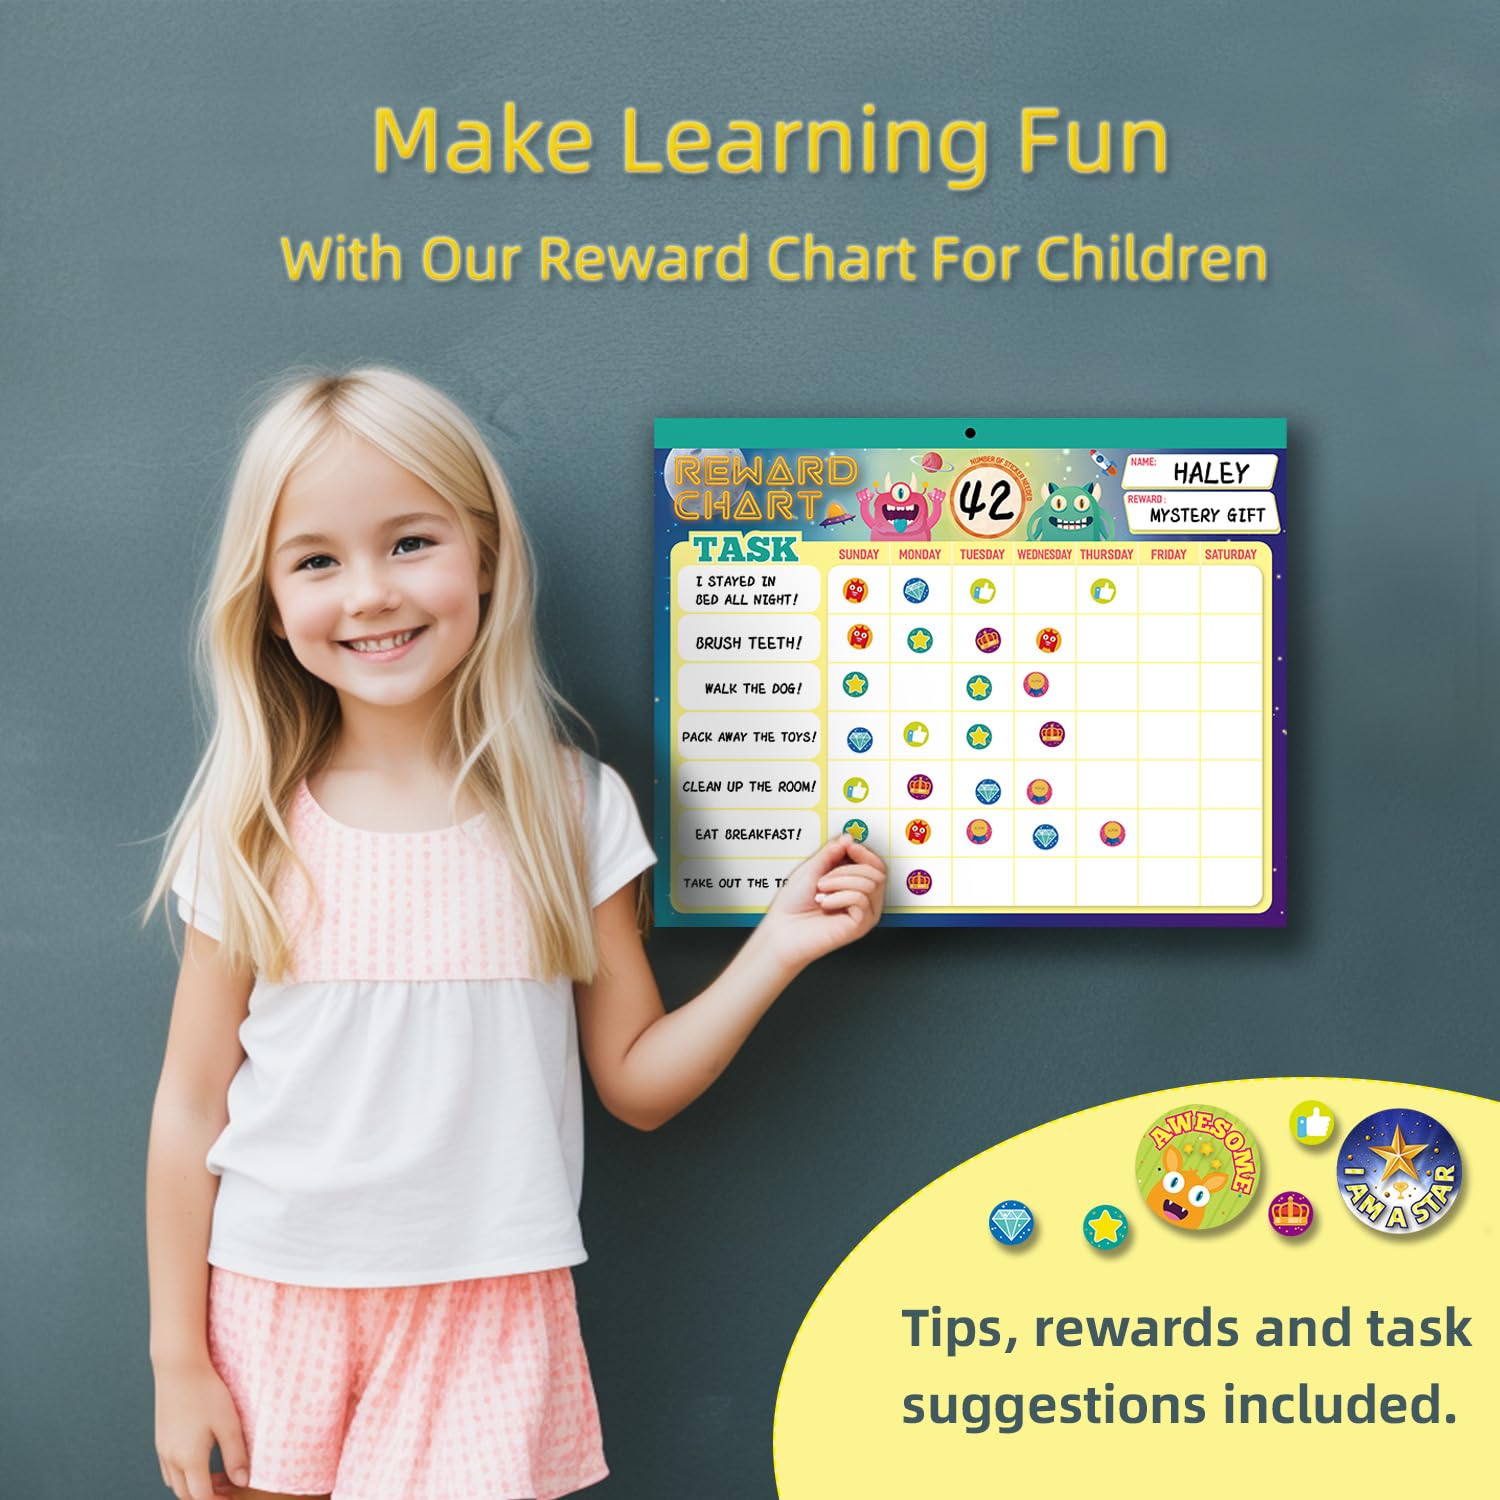 Make Learning Fun
With Our Reward Chart For Children
REWARD
CHART
NUMBER OF STICKER NEEDED
42
NAME:
HALEY
REWARD:
MYSTERY GIFT
TASK
SUNDAY MONDAY TUESDAY WEDNESDAY THURSDAY FRIDAY SATURDAY
I STAYED IN
BED ALL NIGHT!
BRUSH TEETH!
WALK THE DOG!
PACK AWAY THE TOYS!
CLEAN UP THE ROOM!
EAT BREAKFAST!
TAKE OUT THE
AWESOME
I AM A STAR
Tips, rewards and task
suggestions included.